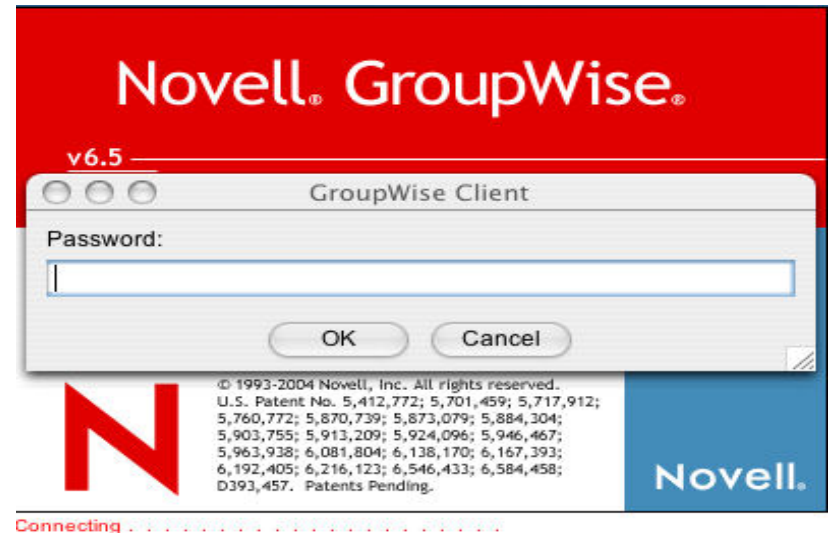 Novell® GroupWise®
v6.5
GroupWise Client
Password:
OK Cancel
© 1993-2004 Novell, Inc. All rights reserved.
U.S. Patent No. 5,412,772; 5,701,459; 5,717,912;
5,760,772; 5,870,739; 5,873,079; 5,884,304;
5,903,755; 5,913,209; 5,924,096; 5,946,467;
5,963,938; 6,081,804; 6,138,170; 6,167,393;
6,192,405; 6,216,123; 6,546,433; 6,584,458;
D393,457. Patents Pending.
N
Novell®
Connecting . . . . . . . . . . . . . . . . . . . . . .